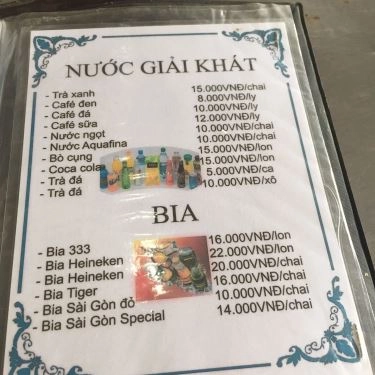 NƯỚC GIẢI KHÁT
- Trà xanh 15.000VNĐ/chai
- Café đen 8.000VNĐ/ly
- Café đá 10.000VNĐ/ly
- Café sữa 12.000VNĐ/ly
- Nước ngọt 10.000VNĐ/chai
- Nước Aquafina 10.000VNĐ/chai
- Bò cụng 15.000VNĐ/lon
- Coca cola 15.000VNĐ/lon
- Trà đá 5.000VNĐ/ca
- Trà đá 10.000VNĐ/xô
BIA
- Bia 333 16.000VNĐ/lon
- Bia Heineken 22.000VNĐ/lon
- Bia Heineken 20.000VNĐ/chai
- Bia Tiger 16.000VNĐ/chai
- Bia Sài Gòn đỏ 10.000VNĐ/chai
- Bia Sài Gòn Special 14.000VNĐ/chai